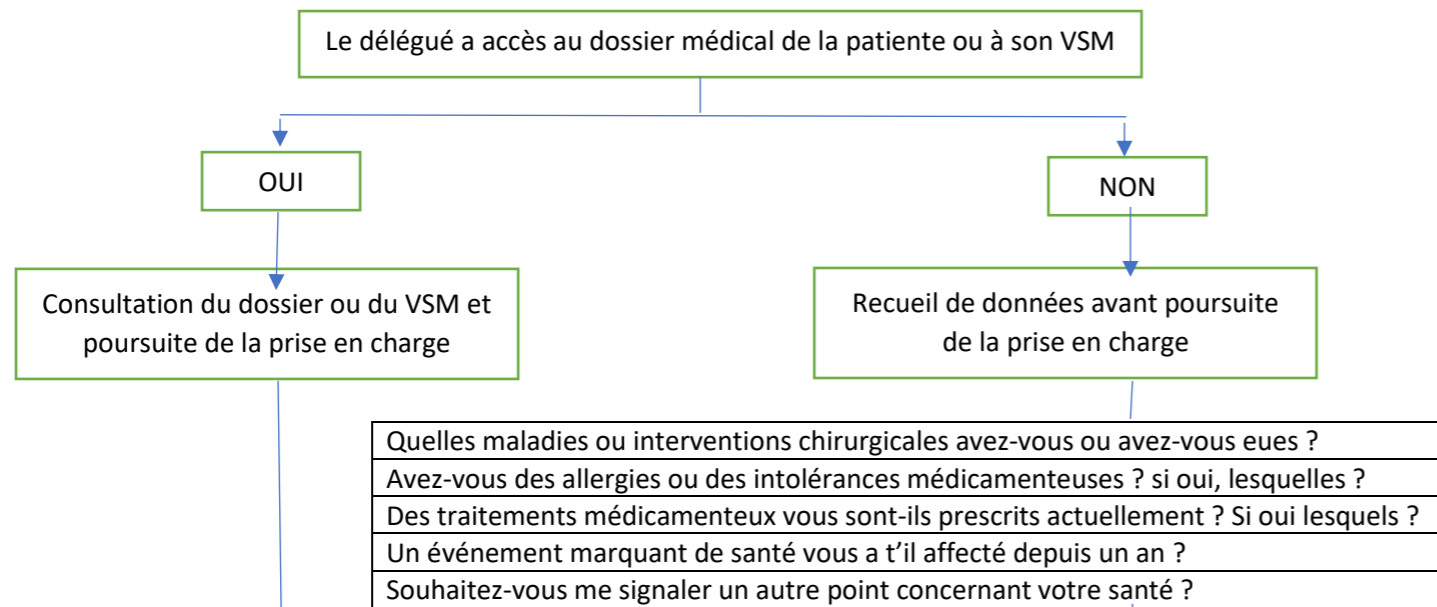 Le délégué a accès au dossier médical de la patiente ou à son VSM
OUI
NON
Consultation du dossier ou du VSM et
poursuite de la prise en charge
Recueil de données avant poursuite
de la prise en charge
Quelles maladies ou interventions chirurgicales avez-vous ou avez-vous eues ?
Avez-vous des allergies ou des intolérances médicamenteuses ? si oui, lesquelles ?
Des traitements médicamenteux vous sont-ils prescrits actuellement ? Si oui lesquels ?
Un événement marquant de santé vous a t’il affecté depuis un an ?
Souhaitez-vous me signaler un autre point concernant votre santé ?